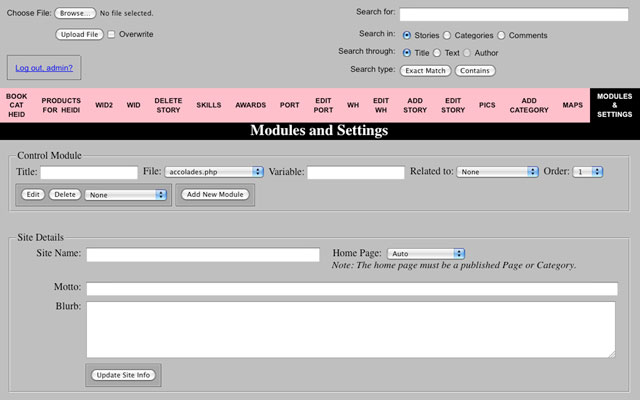 Choose File: Browse... No file selected.
Upload File Overwrite
Log out, admin?
Search for:
Search in: Stories Categories Comments
Search through: Title Text Author
Search type: Exact Match Contains
BOOK CAT HEID
PRODUCTS FOR HEIDI
WID2
WID
DELETE STORY
SKILLS
AWARDS
PORT
EDIT PORT
WH
EDIT WH
ADD STORY
EDIT STORY
PICS
ADD CATEGORY
MAPS
MODULES & SETTINGS
Modules and Settings
Control Module
Title: File: accolades.php Variable: Related to: None Order: 1
Edit Delete None Add New Module
Site Details
Site Name: Home Page: Auto
Note: The home page must be a published Page or Category.
Motto:
Blurb:
Update Site Info